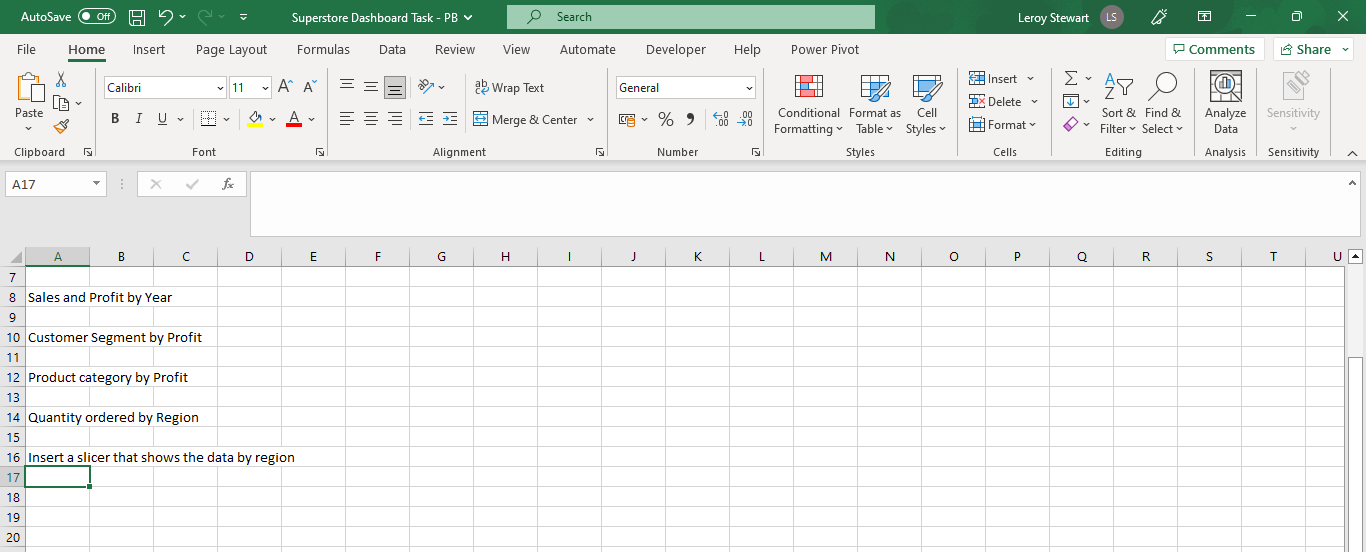 AutoSave Off Superstore Dashboard Task - PB Search Leroy Stewart LS
File Home Insert Page Layout Formulas Data Review View Automate Developer Help Power Pivot Comments Share
Calibri 11 A A Wrap Text General Insert
Paste Conditional Formatting Format as Table Cell Styles Delete Sort & Filter Find & Select Analyze Data Sensitivity
B I U A Merge & Center % Format
Clipboard Font Alignment Number Styles Cells Editing Analysis Sensitivity
A17 fx
A B C D E F G H I J K L M N O P Q R S T U
7
8 Sales and Profit by Year
9
10 Customer Segment by Profit
11
12 Product category by Profit
13
14 Quantity ordered by Region
15
16 Insert a slicer that shows the data by region
17
18
19
20